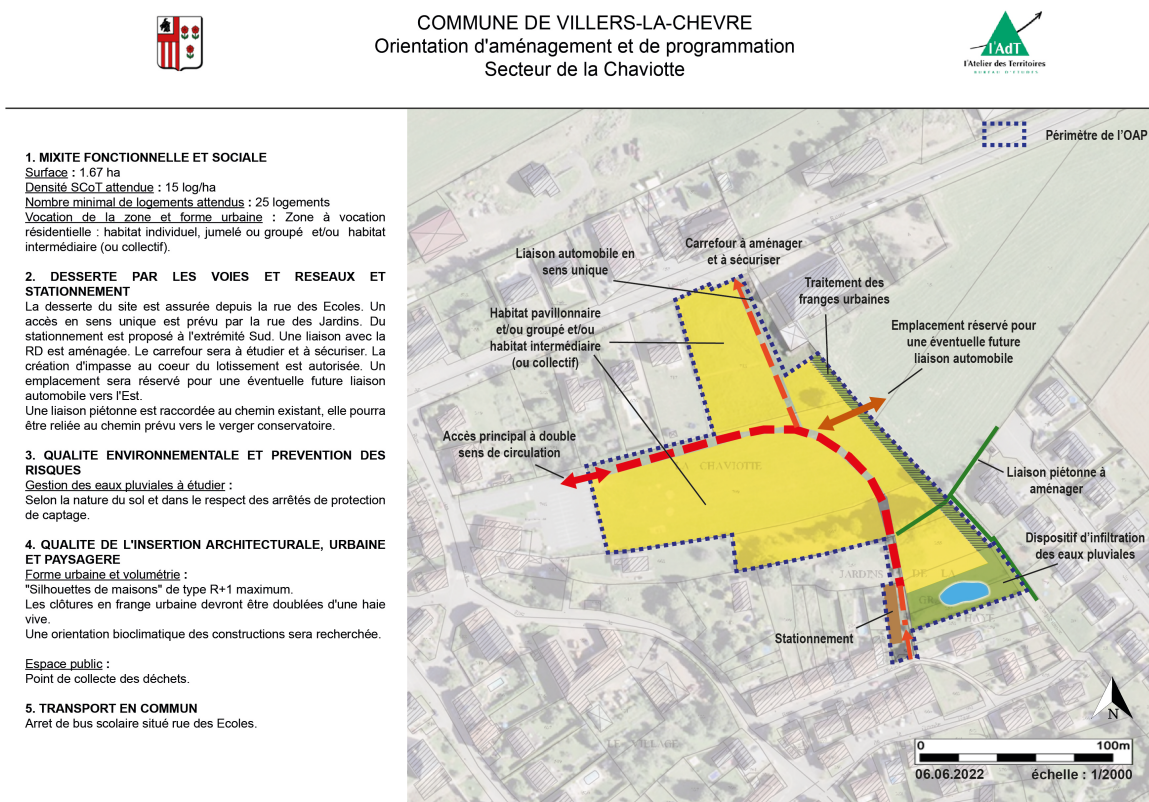 COMMUNE DE VILLERS-LA-CHEVRE
Orientation d'aménagement et de programmation
Secteur de la Chaviotte
l'AdT
l'Atelier des Territoires
BUREAU D'ETUDES
1. MIXITE FONCTIONNELLE ET SOCIALE
Surface : 1.67 ha
Densité SCoT attendue : 15 log/ha
Nombre minimal de logements attendus : 25 logements
Vocation de la zone et forme urbaine : Zone à vocation
résidentielle : habitat individuel, jumelé ou groupé et/ou habitat
intermédiaire (ou collectif).
2. DESSERTE PAR LES VOIES ET RESEAUX ET
STATIONNEMENT
La desserte du site est assurée depuis la rue des Ecoles. Un
accès en sens unique est prévu par la rue des Jardins. Du
stationnement est proposé à l'extrémité Sud. Une liaison avec la
RD est aménagée. Le carrefour sera à étudier et à sécuriser. La
création d'impasse au coeur du lotissement est autorisée. Un
emplacement sera réservé pour une éventuelle future liaison
automobile vers l'Est.
Une liaison piétonne est raccordée au chemin existant, elle pourra
être reliée au chemin prévu vers le verger conservatoire.
3. QUALITE ENVIRONNEMENTALE ET PREVENTION DES
RISQUES
Gestion des eaux pluviales à étudier :
Selon la nature du sol et dans le respect des arrêtés de protection
de captage.
4. QUALITE DE L'INSERTION ARCHITECTURALE, URBAINE
ET PAYSAGERE
Forme urbaine et volumétrie :
"Silhouettes de maisons" de type R+1 maximum.
Les clôtures en frange urbaine devront être doublées d'une haie
vive.
Une orientation bioclimatique des constructions sera recherchée.
Espace public :
Point de collecte des déchets.
5. TRANSPORT EN COMMUN
Arret de bus scolaire situé rue des Ecoles.
Périmètre de l'OAP
Carrefour à aménager
et à sécuriser
Liaison automobile en
sens unique
Traitement des
franges urbaines
Habitat pavillonnaire
et/ou groupé et/ou
habitat intermédiaire
(ou collectif)
Emplacement réservé pour
une éventuelle future
liaison automobile
Accès principal à double
sens de circulation
LA CHAVIOTTE
Liaison piétonne à
aménager
Dispositif d'infiltration
des eaux pluviales
JARDINS DE LA
HAYE
Stationnement
LE VILLAGE
N
0 100m
06.06.2022 échelle : 1/2000